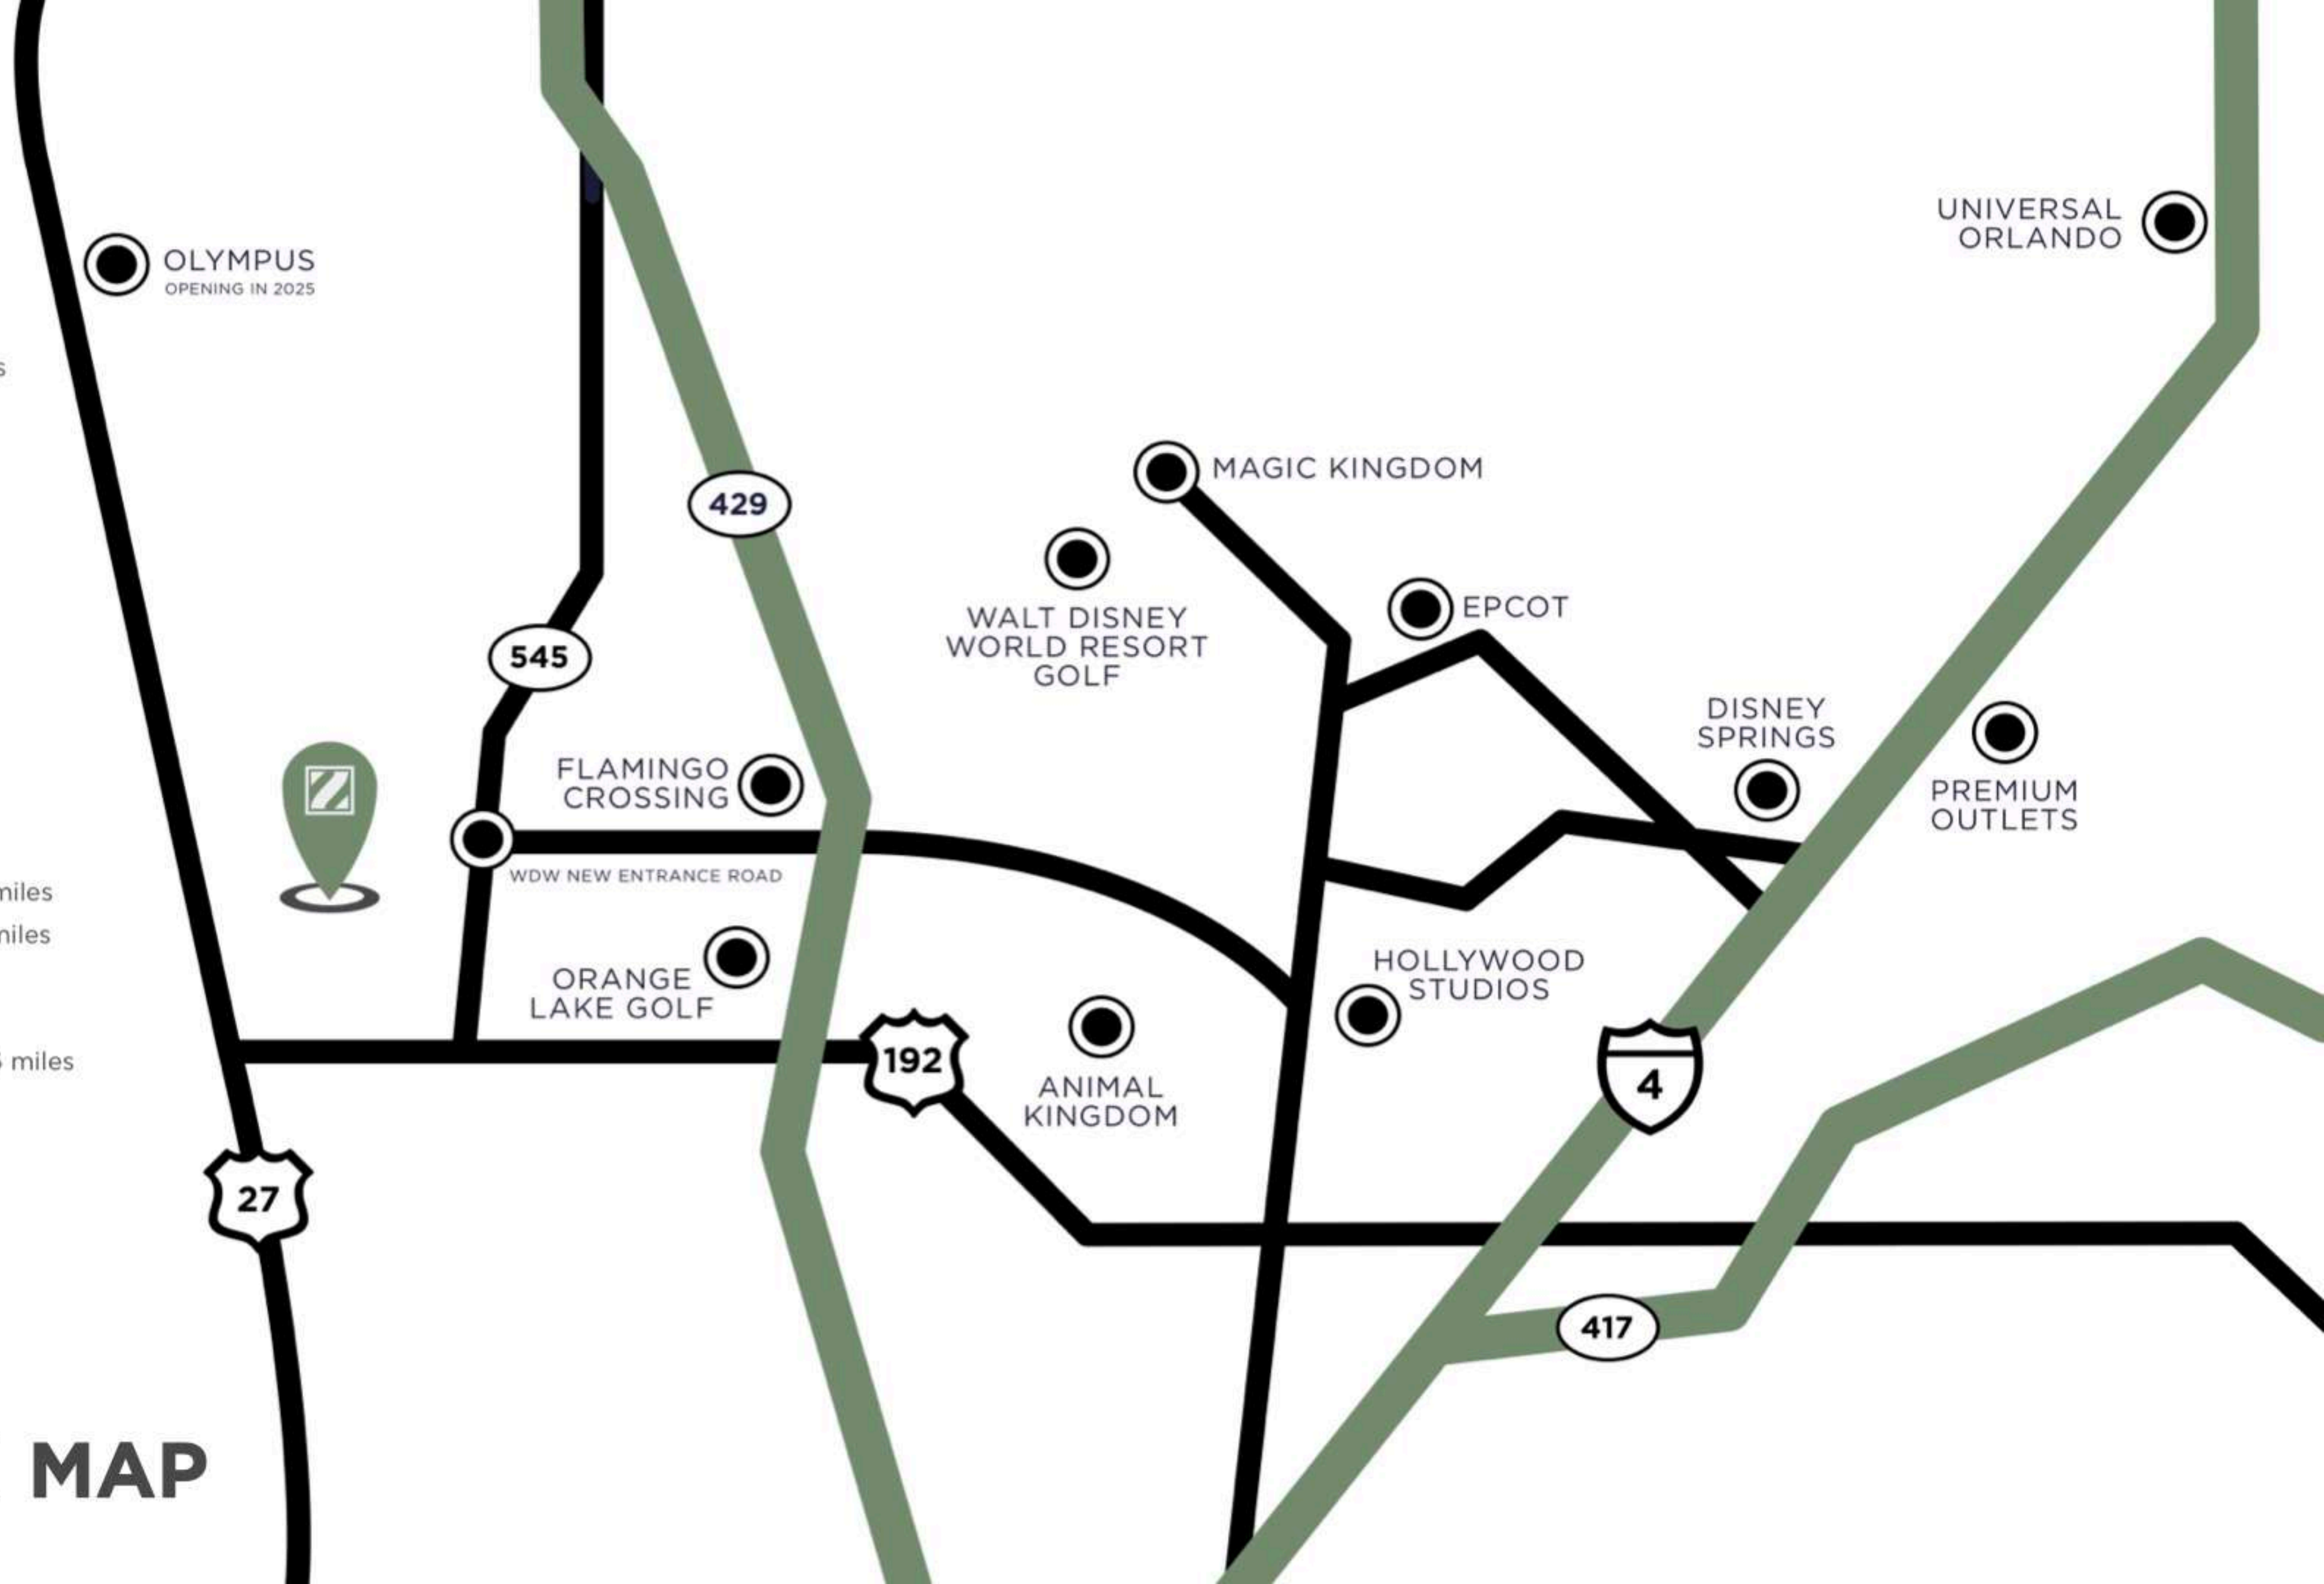 UNIVERSAL
ORLANDO
OLYMPUS
OPENING IN 2025
MAGIC KINGDOM
429
EPCOT
WALT DISNEY
WORLD RESORT
GOLF
545
DISNEY
SPRINGS
FLAMINGO
CROSSING
PREMIUM
OUTLETS
WDW NEW ENTRANCE ROAD
miles
miles
HOLLYWOOD
STUDIOS
ORANGE
LAKE GOLF
192
miles
ANIMAL
KINGDOM
4
27
417
MAP